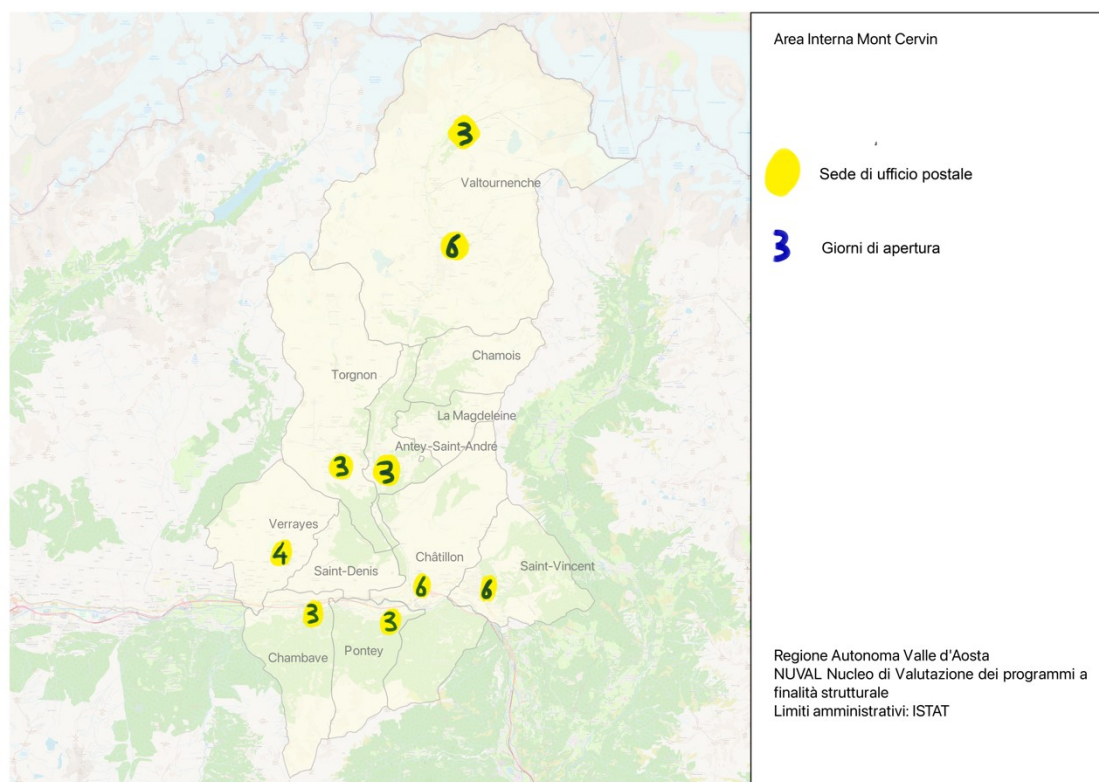 Area Interna Mont Cervin
Sede di ufficio postale
3 Giorni di apertura
3
Valtournenche
6
Chamois
Torgnon
La Magdeleine
Antey-Saint-André
3 3
Verrayes
4
Châtillon
Saint-Vincent
Saint-Denis
6 6
3 3
Pontey
Chambave
Regione Autonoma Valle d'Aosta
NUVAL Nucleo di Valutazione dei programmi a
finalità strutturale
Limiti amministrativi: ISTAT